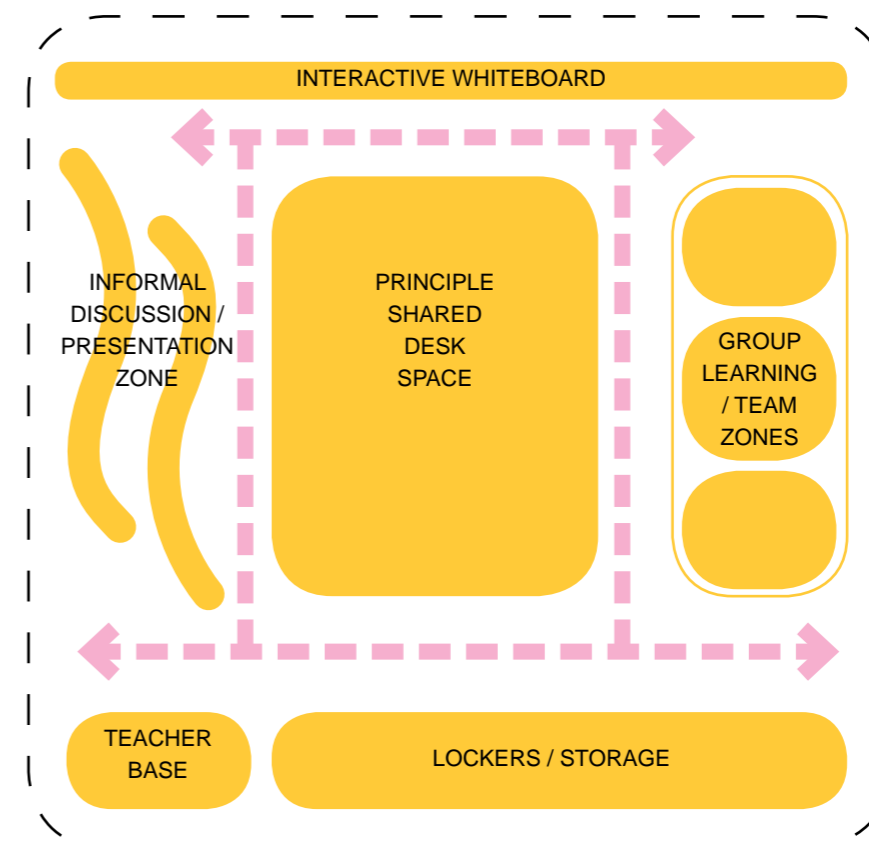 INTERACTIVE WHITEBOARD
INFORMAL
DISCUSSION /
PRESENTATION
ZONE
PRINCIPLE
SHARED
DESK
SPACE
GROUP
LEARNING
/ TEAM
ZONES
TEACHER
BASE
LOCKERS / STORAGE